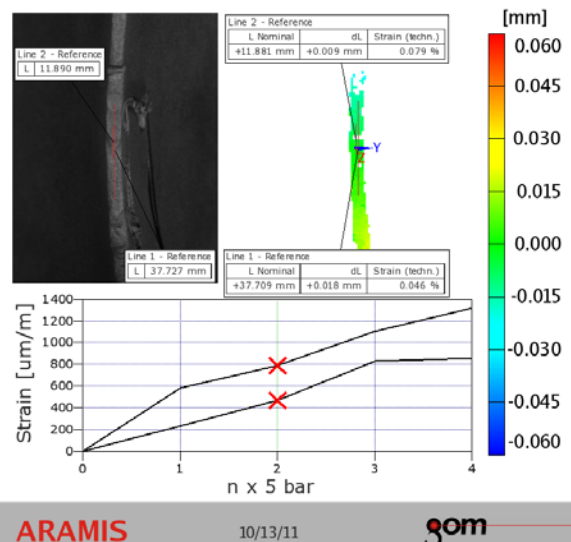 [mm]
Line 2 - Reference
L 11.890 mm
Line 2 - Reference
L Nominal dL Strain (techn.)
+11.881 mm +0.009 mm 0.079 %
Y
Z
Line 1 - Reference
L 37.727 mm
Line 1 - Reference
L Nominal dL Strain (techn.)
+37.709 mm +0.018 mm 0.046 %
0.060
0.045
0.030
0.015
0.000
-0.015
-0.030
-0.045
-0.060
Strain [um/m]
1400
1200
1000
800
600
400
200
0
0 1 2 3 4
n x 5 bar
ARAMIS 10/13/11 gom